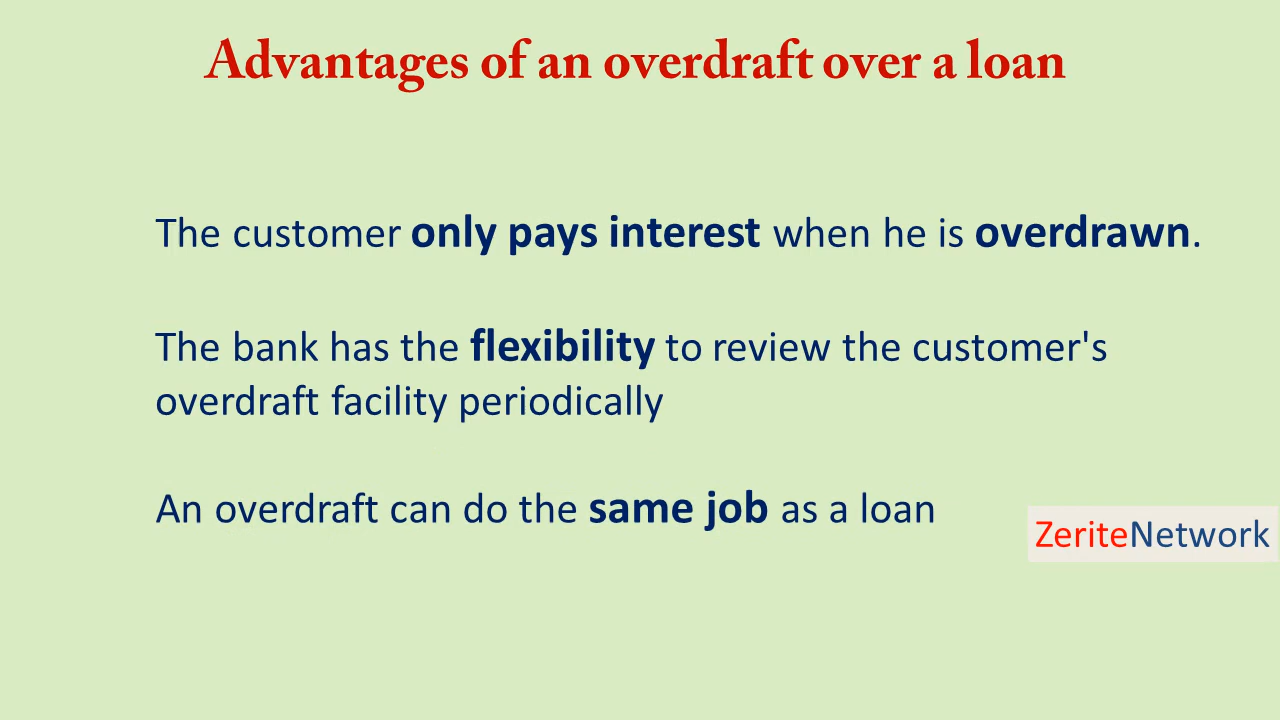 Advantages of an overdraft over a loan
The customer only pays interest when he is overdrawn.
The bank has the flexibility to review the customer's
overdraft facility periodically
An overdraft can do the same job as a loan
ZeriteNetwork